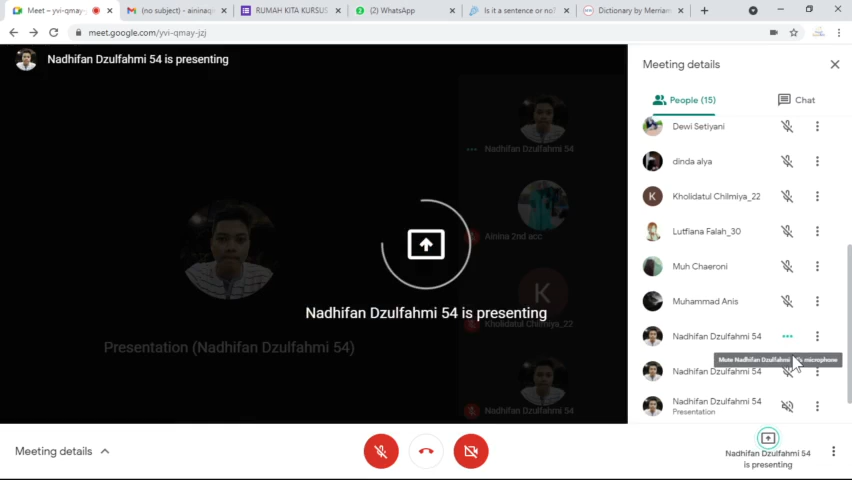 Meet – yvi-qmay-
(no subject) - aininaq
RUMAH KITA KURSUS
(2) WhatsApp
Is it a sentence or no?
Dictionary by Merriam
meet.google.com/yvi-qmay-jzj
Nadhifan Dzulfahmi 54 is presenting
Meeting details
People (15)
Chat
Dewi Setiyani
dinda alya
Kholidatul Chilmiya_22
Lutfiana Falah_30
Muh Chaeroni
Muhammad Anis
Nadhifan Dzulfahmi 54
Mute Nadhifan Dzulfahmi microphone
Nadhifan Dzulfahmi 54
Nadhifan Dzulfahmi 54
Presentation
Nadhifan Dzulfahmi 54
Ainina 2nd acc
K
K
Nadhifan Dzulfahmi 54 is presenting
Presentation (Nadhifan Dzulfahmi 54)
Nadhifan Dzulfahmi 54
Meeting details
Nadhifan Dzulfahmi 54
is presenting